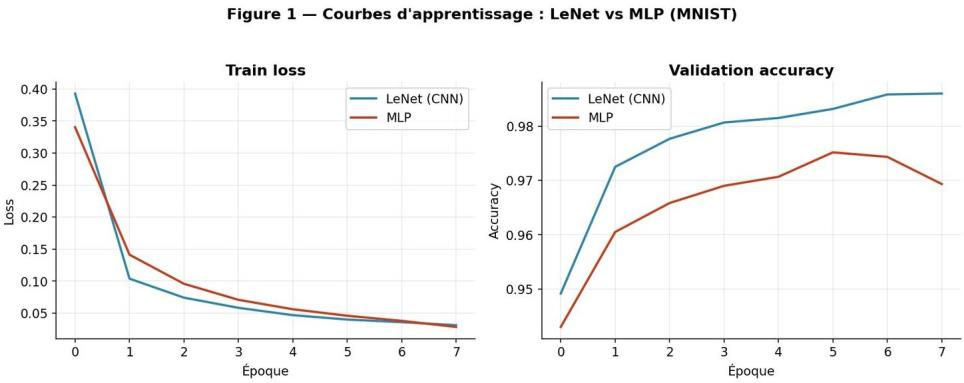 Figure 1 — Courbes d'apprentissage : LeNet vs MLP (MNIST)
Train loss
Loss
0.40
0.35
0.30
0.25
0.20
0.15
0.10
0.05
LeNet (CNN)
MLP
0 1 2 3 4 5 6 7
Époque
Validation accuracy
Accuracy
0.98
0.97
0.96
0.95
LeNet (CNN)
MLP
0 1 2 3 4 5 6 7
Époque